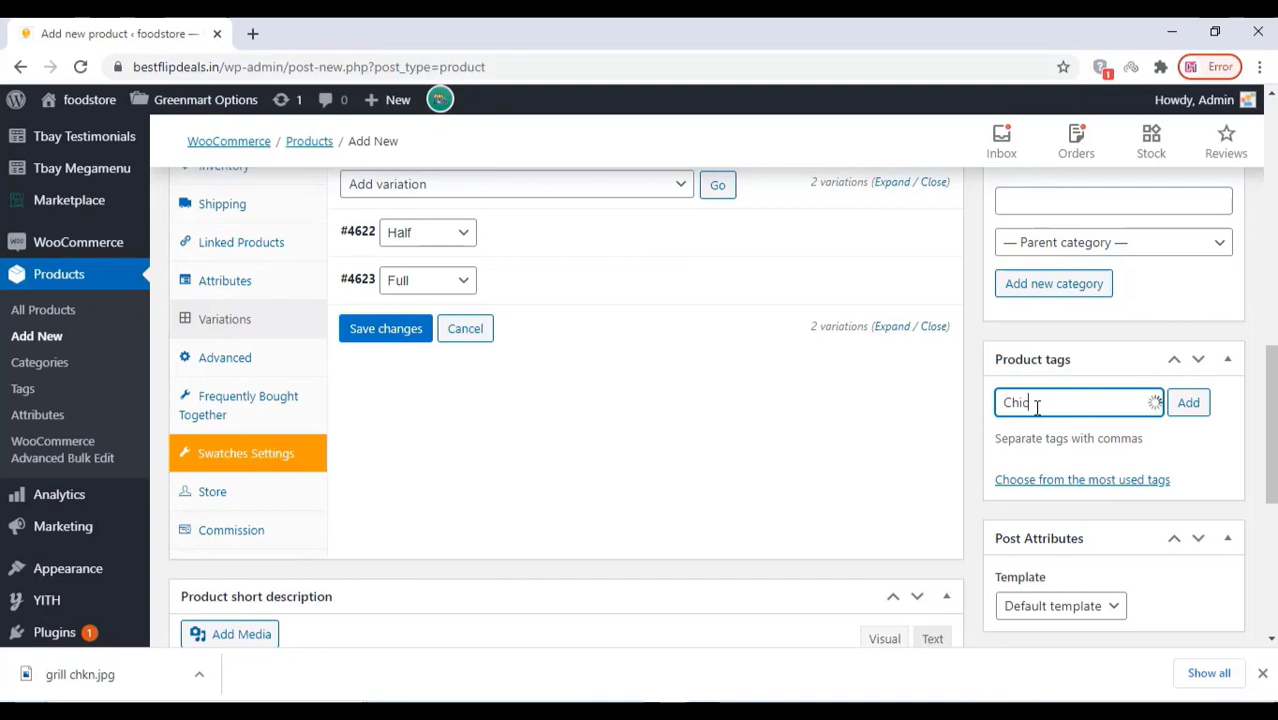 Add new product ‹ foodstore —
bestflipdeals.in/wp-admin/post-new.php?post_type=product
1
Error
foodstore
Greenmart Options
1
0
New
Howdy, Admin
Tbay Testimonials
Tbay Megamenu
Marketplace
WooCommerce
Products
All Products
Add New
Categories
Tags
Attributes
WooCommerce
Advanced Bulk Edit
Analytics
Marketing
Appearance
YITH
Plugins 1
WooCommerce
Products
Add New
Inbox
Orders
Stock
Reviews
Inventory
Shipping
Linked Products
Attributes
Variations
Advanced
Frequently Bought
Together
Swatches Settings
Store
Commission
Add variation
Go
2 variations (Expand / Close)
#4622 Half
#4623 Full
Save changes
Cancel
2 variations (Expand / Close)
Product short description
Add Media
Visual
Text
— Parent category —
Add new category
Product tags
Chic
Add
Separate tags with commas
Choose from the most used tags
Post Attributes
Template
Default template
grill chkn.jpg
Show all